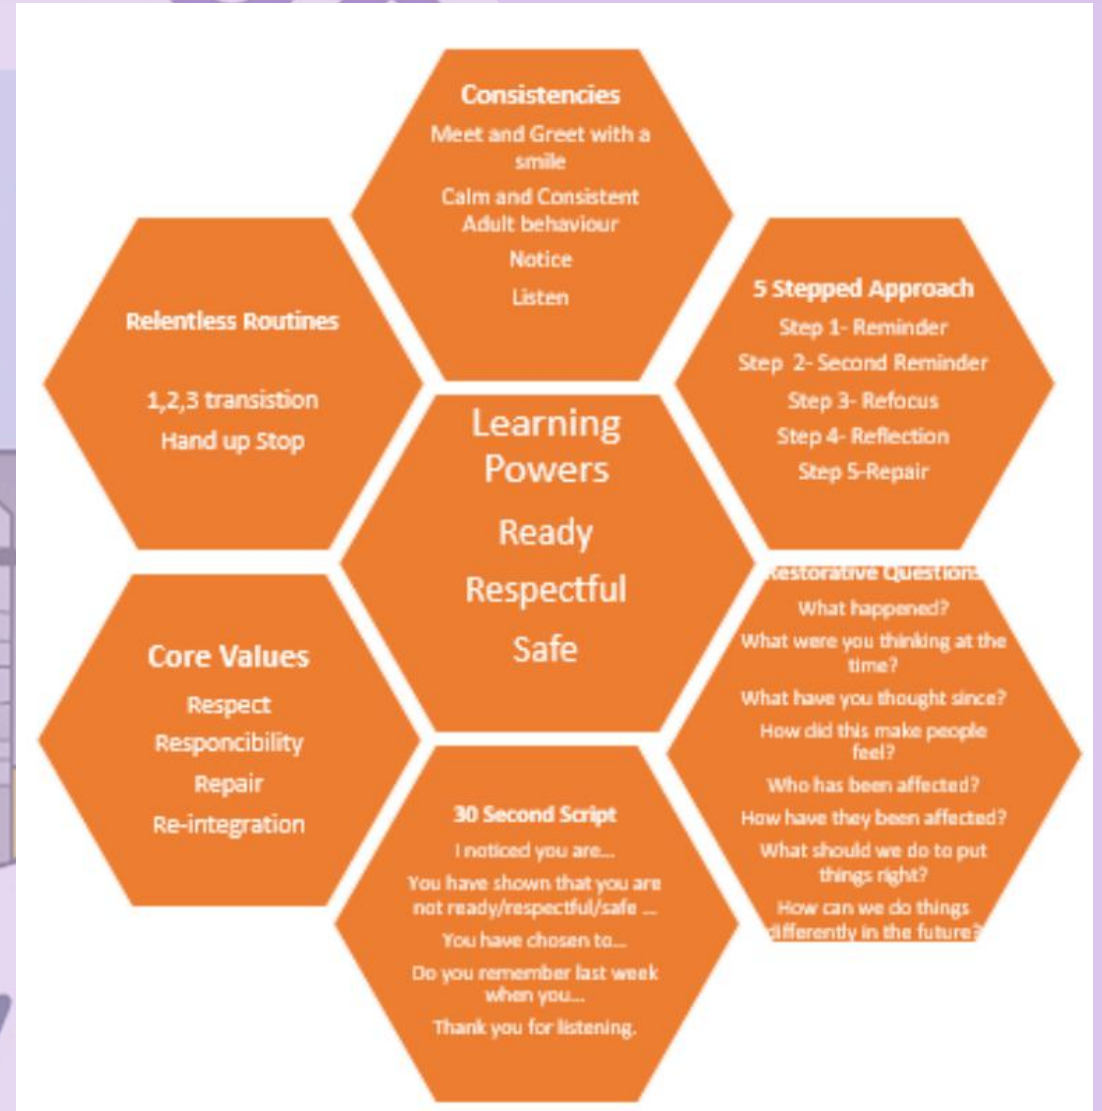 Consistencies
Meet and Greet with a
smile
Calm and Consistent
Adult behaviour
Notice
Listen
Relentless Routines
1,2,3 transistion
Hand up Stop
5 Stepped Approach
Step 1- Reminder
Step 2- Second Reminder
Step 3- Refocus
Step 4- Reflection
Step 5-Repair
Learning
Powers
Ready
Respectful
Safe
Core Values
Respect
Responcibility
Repair
Re-integration
Restorative Questions
What happened?
What were you thinking at the
time?
What have you thought since?
How did this make people
feel?
Who has been affected?
How have they been affected?
What should we do to put
things right?
How can we do things
differently in the future?
30 Second Script
I noticed you are...
You have shown that you are
not ready/respectful/safe ...
You have chosen to...
Do you remember last week
when you...
Thank you for listening.